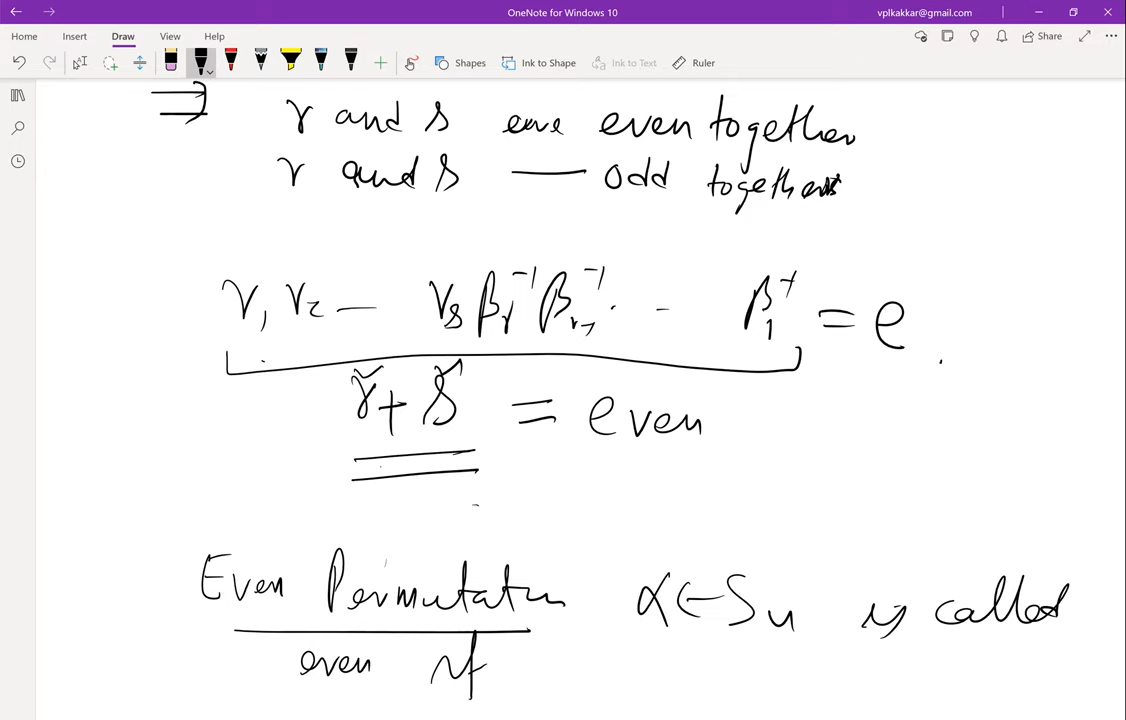 OneNote for Windows 10
vplkakkar@gmail.com
Home Insert Draw View Help
Share
Shapes Ink to Shape Ink to Text Ruler
⇒ r and s are even together
r and s — odd together
γ₁ γ₂ — γₛ βᵣ⁻¹ βᵣ₋₁⁻¹ · - β₁⁻¹ = e
r + s = even
Even Permutation α ∈ Sₙ is called
even if